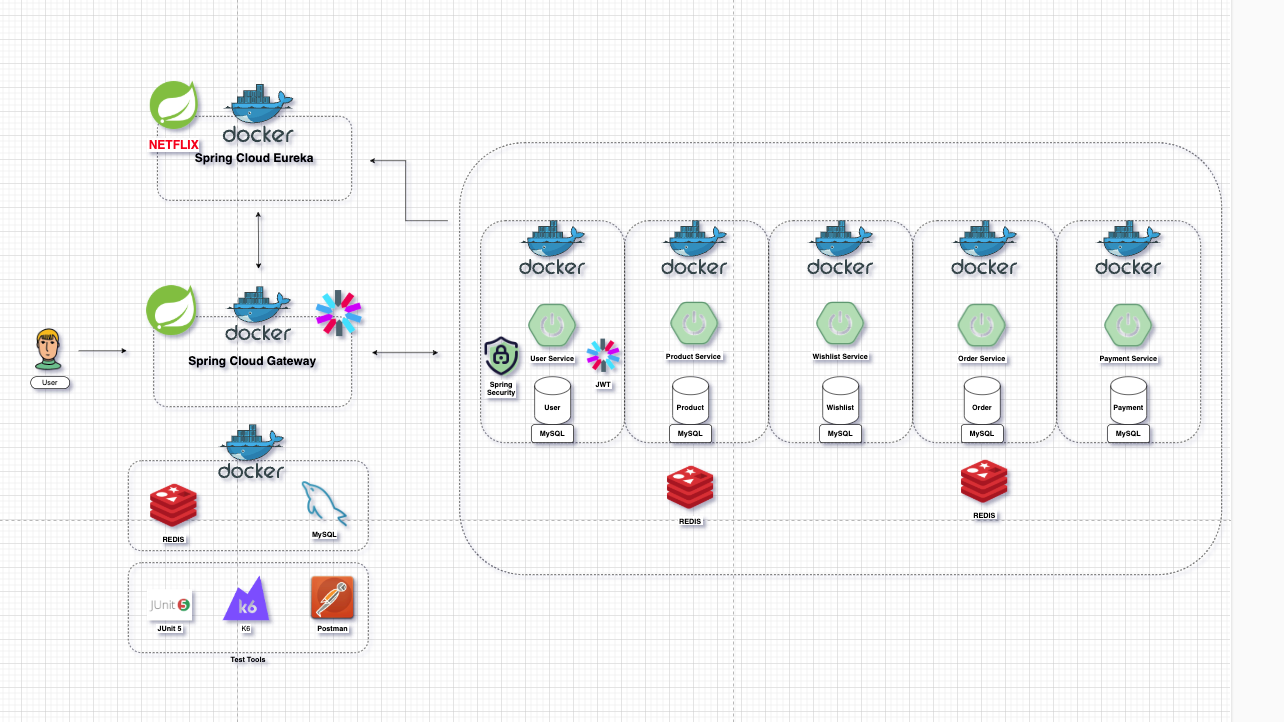 docker
NETFLIX
Spring Cloud Eureka
docker
Spring Cloud Gateway
User
docker
REDIS
MySQL
JUnit 5
JUnit 5
k6
K6
Postman
Test Tools
docker
User Service
Spring
Security
JWT
User
MySQL
docker
Product Service
Product
MySQL
REDIS
docker
Wishlist Service
Wishlist
MySQL
docker
Order Service
Order
MySQL
REDIS
docker
Payment Service
Payment
MySQL